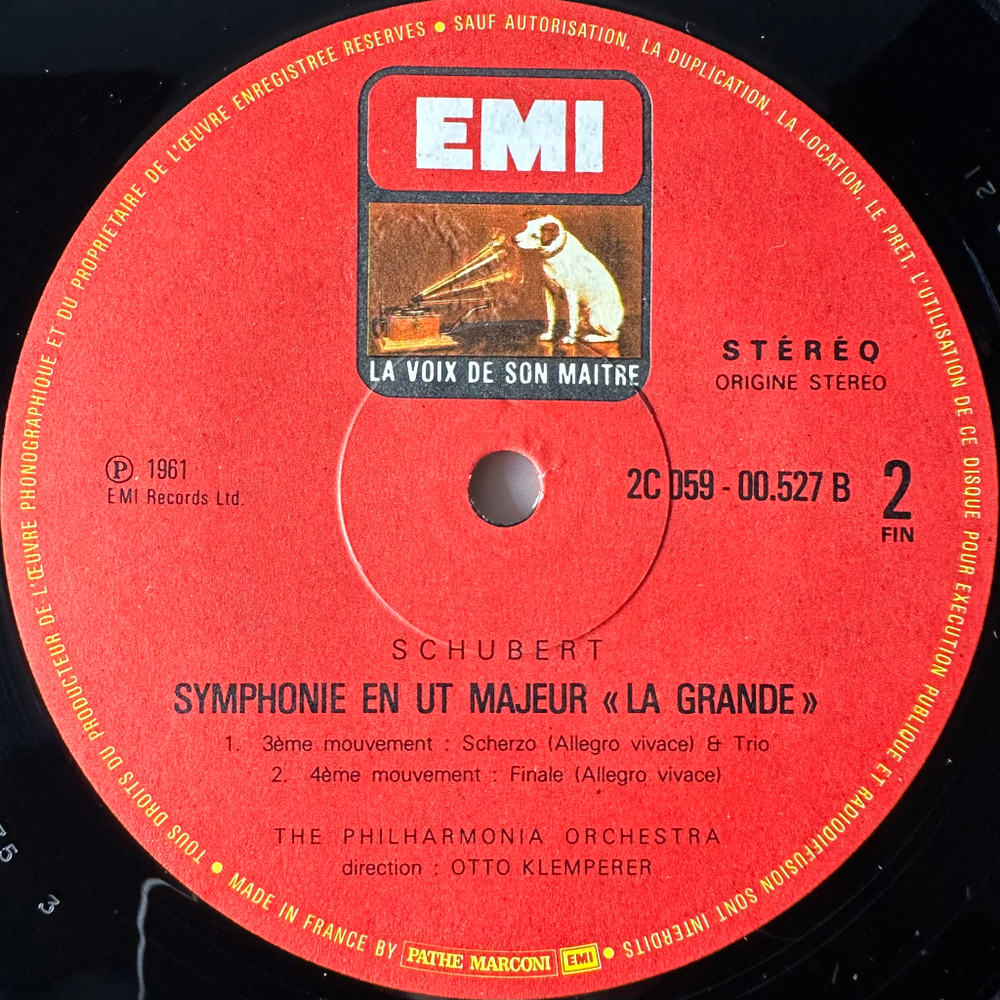 TOUS DROITS DU PRODUCTEUR DE L'ŒUVRE PHONOGRAPHIQUE ET DU PROPRIETAIRE DE L'ŒUVRE ENREGISTREE RESERVES ● SAUF AUTORISATION, LA DUPLICATION, LA LOCATION, LE PRET, L'UTILISATION DE CE DISQUE POUR EXECUTION PUBLIQUE ET RADIODIFFUSION SONT INTERDITS ●
EMI
LA VOIX DE SON MAITRE
STÉRÉO
ORIGINE STÉRÉO
Ⓟ 1961
EMI Records Ltd.
2C 059 - 00.527 B
2
FIN
SCHUBERT
SYMPHONIE EN UT MAJEUR « LA GRANDE »
1. 3ème mouvement : Scherzo (Allegro vivace) & Trio
2. 4ème mouvement : Finale (Allegro vivace)
THE PHILHARMONIA ORCHESTRA
direction : OTTO KLEMPERER
● MADE IN FRANCE BY PATHE MARCONI EMI